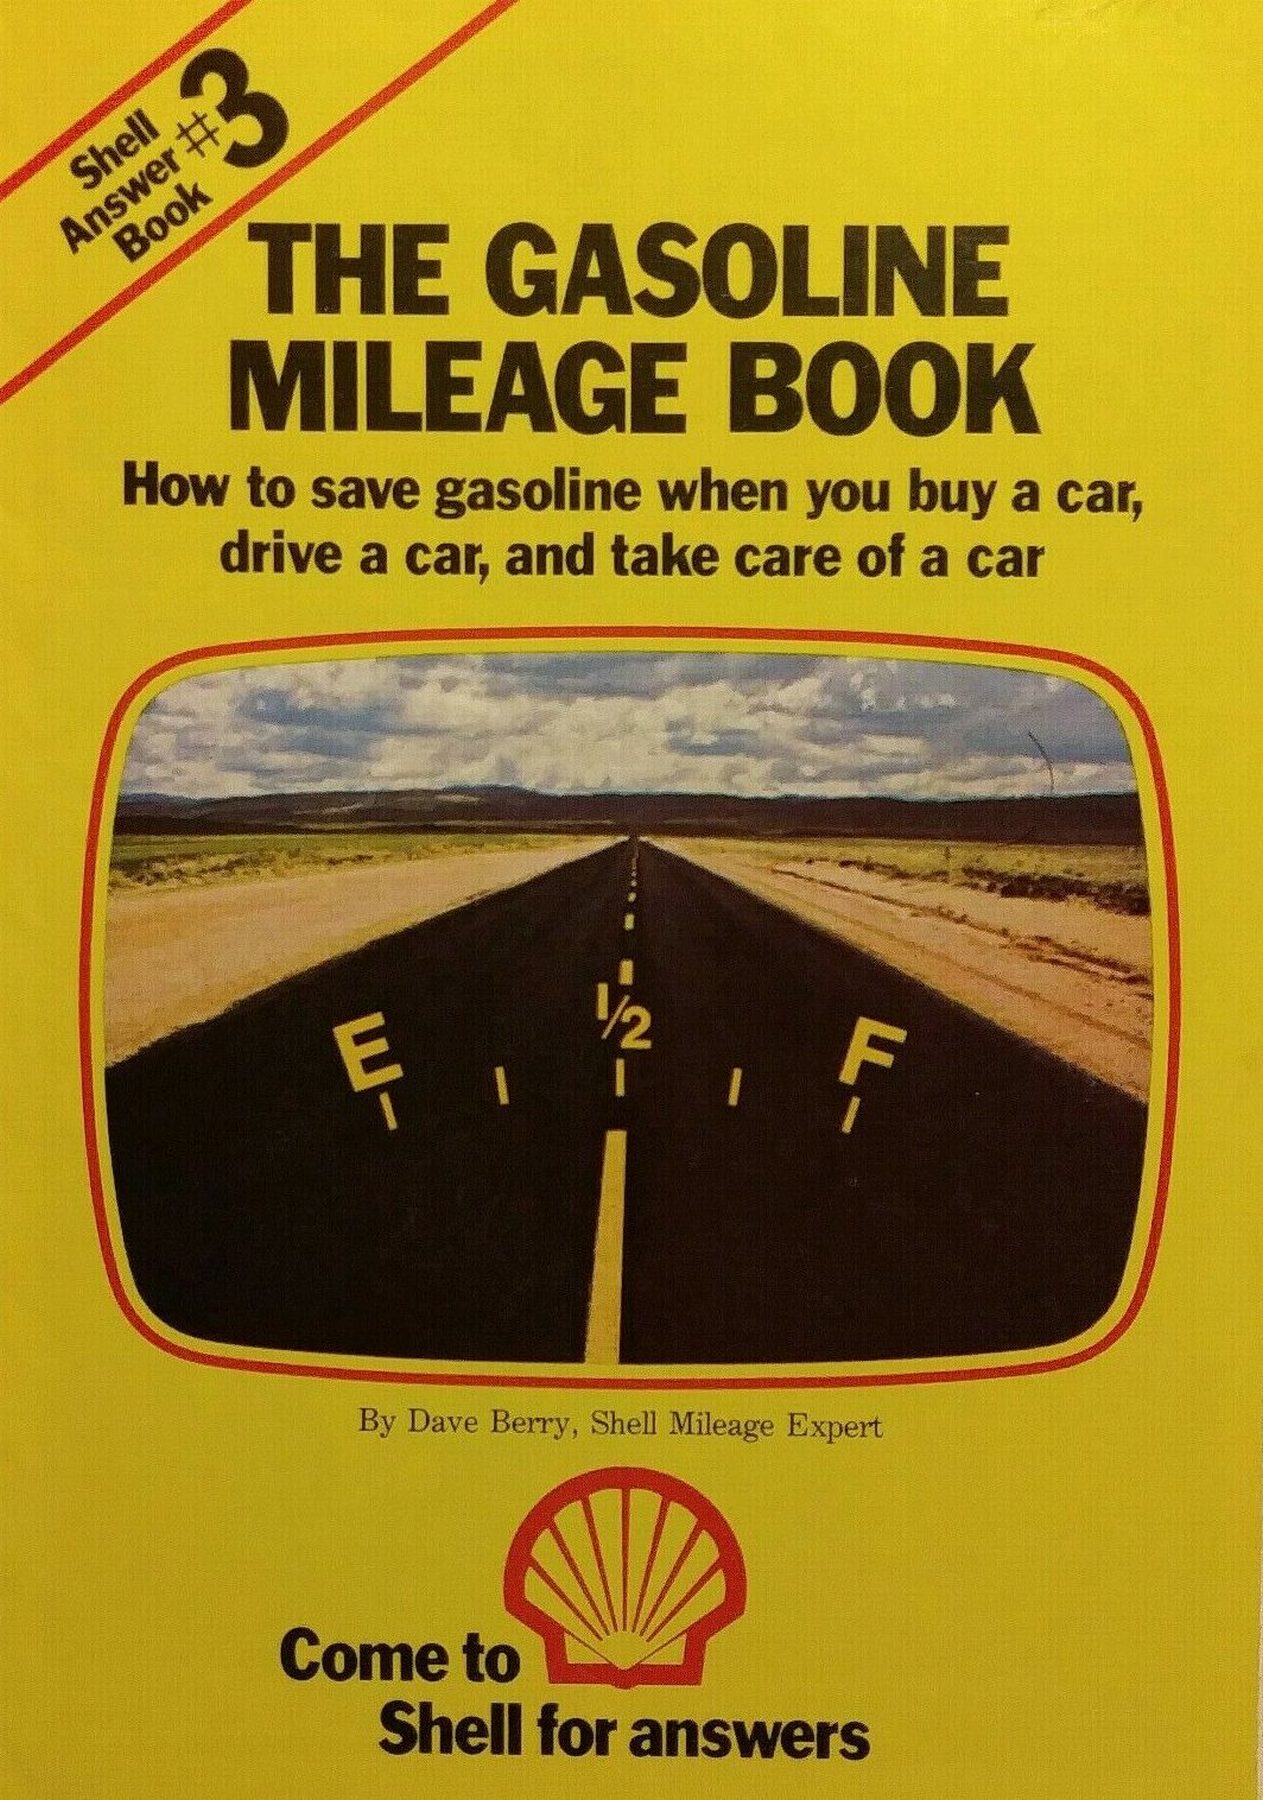 Shell
Answer #3
Book
THE GASOLINE
MILEAGE BOOK
How to save gasoline when you buy a car,
drive a car, and take care of a car
E 1/2 F
By Dave Berry, Shell Mileage Expert
Come to
Shell for answers